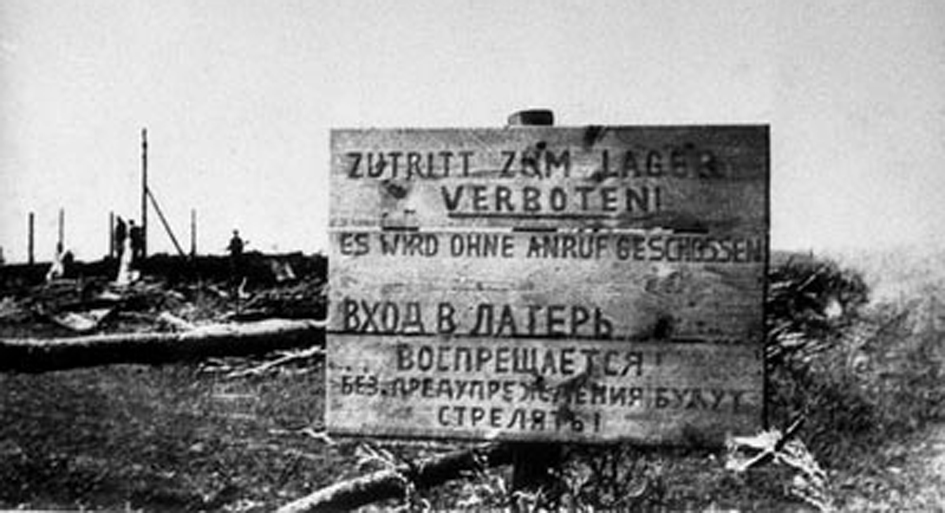 ZUTRITT ZUM LAGER
VERBOTEN!
ES WIRD OHNE ANRUF GESCHOSSEN
ВХОД В ЛАГЕРЬ
ВОСПРЕЩАЕТСЯ!
БЕЗ ПРЕДУПРЕЖДЕНИЯ БУДУТ
СТРЕЛЯТЬ!